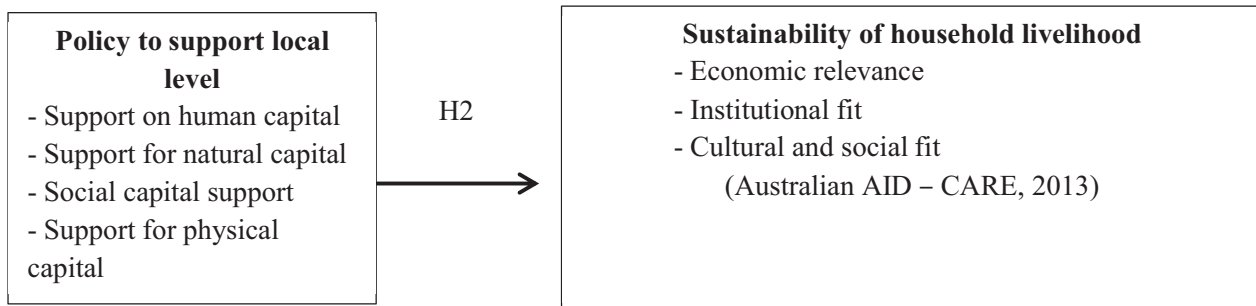 Policy to support local
level
- Support on human capital
- Support for natural capital
- Social capital support
- Support for physical
capital
H2
Sustainability of household livelihood
- Economic relevance
- Institutional fit
- Cultural and social fit
(Australian AID – CARE, 2013)